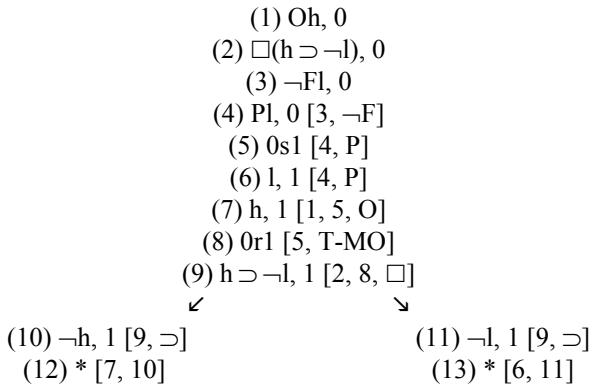 (1) Oh, 0
(2) □(h ⊃ ¬l), 0
(3) ¬Fl, 0
(4) Pl, 0 [3, ¬F]
(5) 0s1 [4, P]
(6) l, 1 [4, P]
(7) h, 1 [1, 5, O]
(8) 0r1 [5, T-MO]
(9) h ⊃ ¬l, 1 [2, 8, □]
↙ ↘
(10) ¬h, 1 [9, ⊃] (11) ¬l, 1 [9, ⊃]
(12) * [7, 10] (13) * [6, 11]